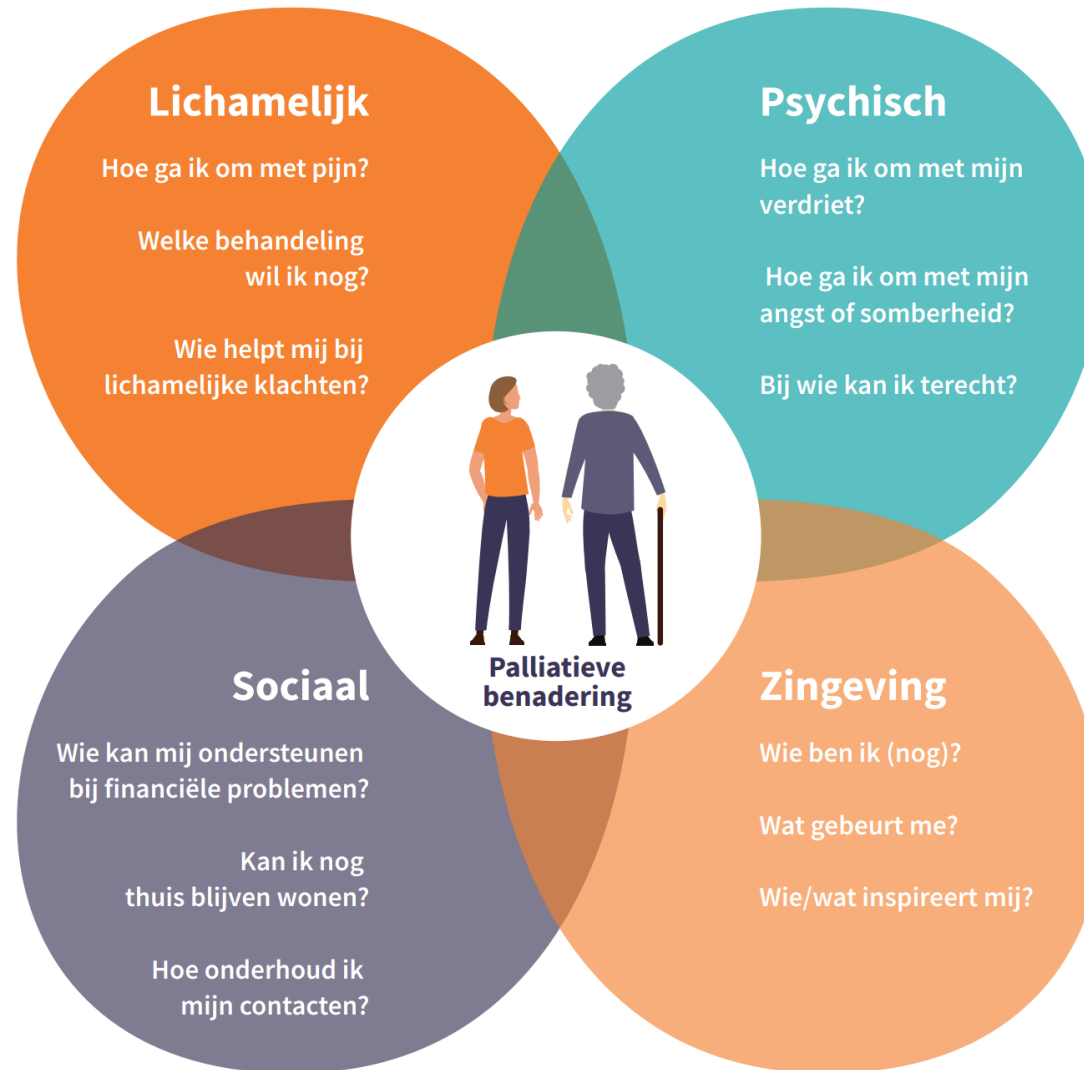 Lichamelijk
Hoe ga ik om met pijn?
Welke behandeling
wil ik nog?
Wie helpt mij bij
lichamelijke klachten?
Psychisch
Hoe ga ik om met mijn
verdriet?
Hoe ga ik om met mijn
angst of somberheid?
Bij wie kan ik terecht?
Palliatieve
benadering
Sociaal
Wie kan mij ondersteunen
bij financiële problemen?
Kan ik nog
thuis blijven wonen?
Hoe onderhoud ik
mijn contacten?
Zingeving
Wie ben ik (nog)?
Wat gebeurt me?
Wie/wat inspireert mij?